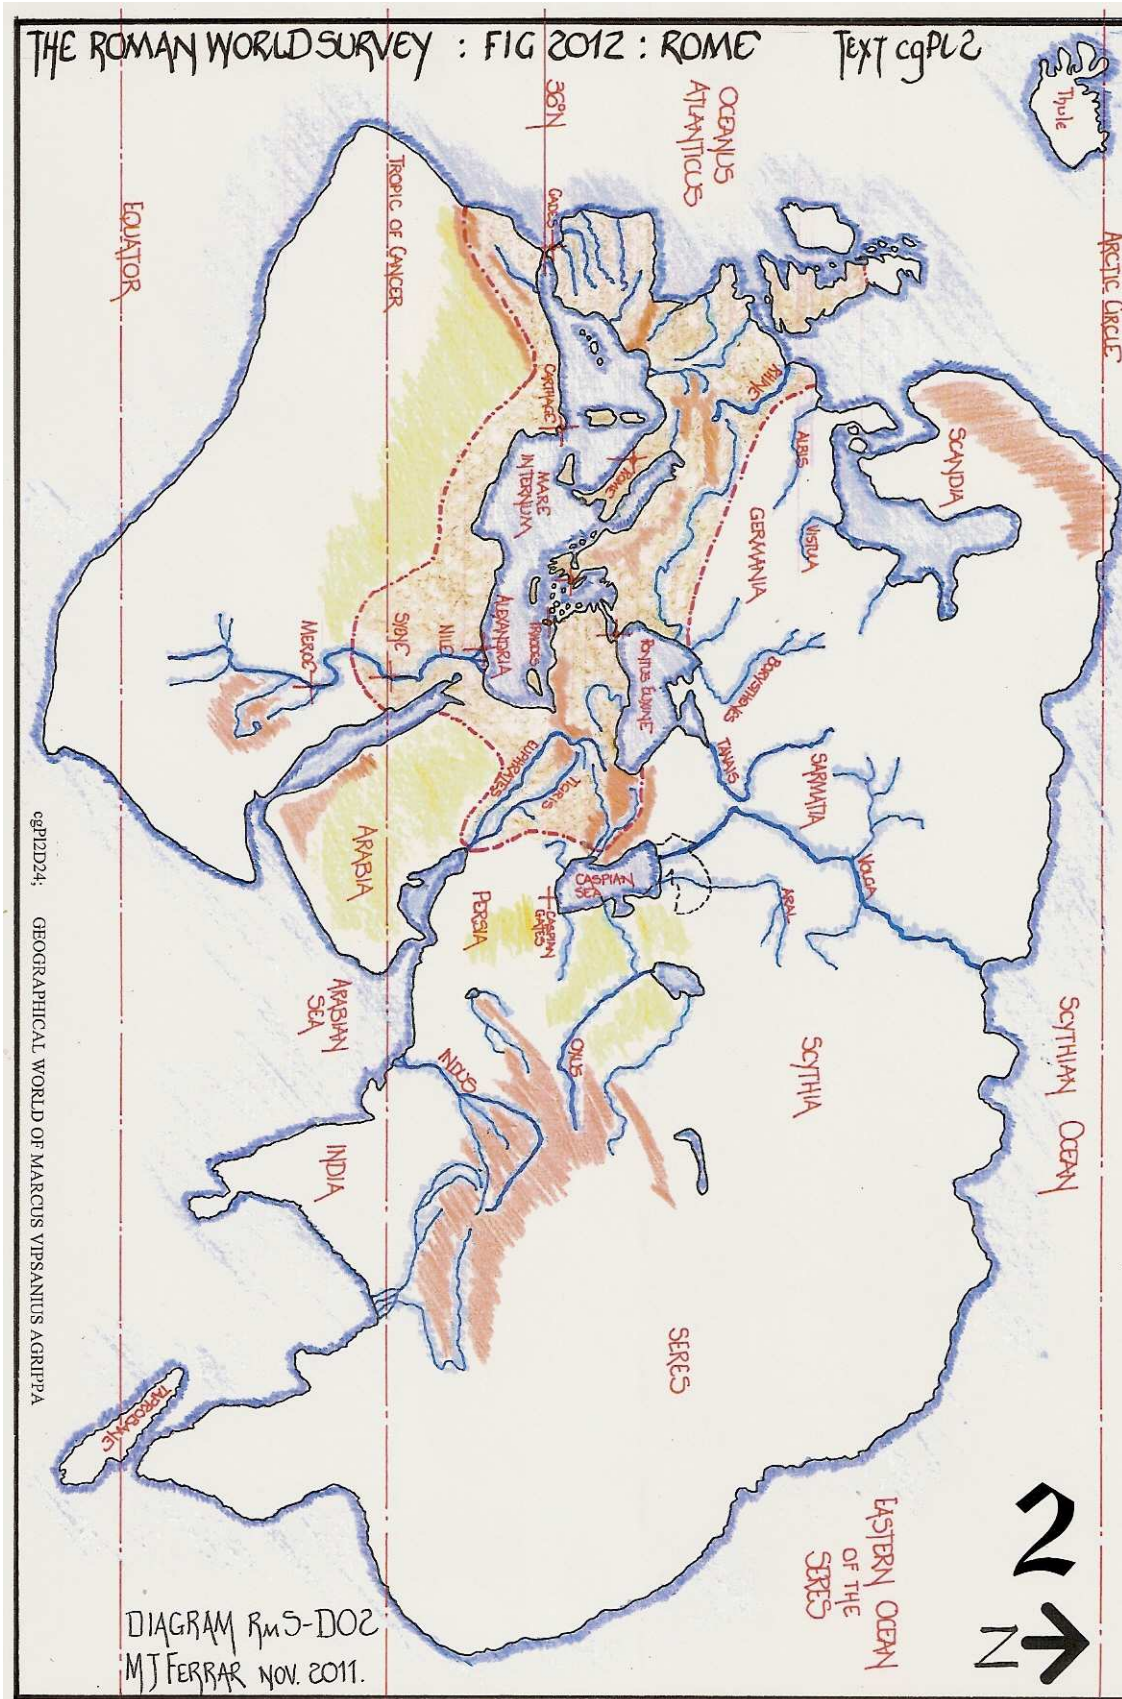 THE ROMAN WORLD SURVEY : FIG 2012 : ROME
TEXT cgPL2
Thule
ARCTIC CIRCLE
36°N
OCEANUS
ATLANTICUS
TROPIC OF CANCER
EQUATOR
GADES
RHINE
CARTHAGE
ROME
MARE
INTERNUM
ALBIS
VISTULA
GERMANIA
SCANDIA
ALEXANDRIA
RHODES
NILE
SYENE
MEROE
PONTUS EUXINE
BORYSTHENES
TANAIS
SARMATIA
VOLGA
ARAL
EUPHRATES
TIGRIS
ARABIA
PERSIA
CASPIAN
SEA
CASPIAN
GATES
ARABIAN
SEA
OXUS
INDUS
INDIA
SCYTHIA
SCYTHIAN OCEAN
SERES
TAPROBANE
EASTERN OCEAN
OF THE
SERES
2
N
cgPl2D24; GEOGRAPHICAL WORLD OF MARCUS VIPSANIUS AGRIPPA
DIAGRAM RMS-D02
MJ FERRAR NOV. 2011.